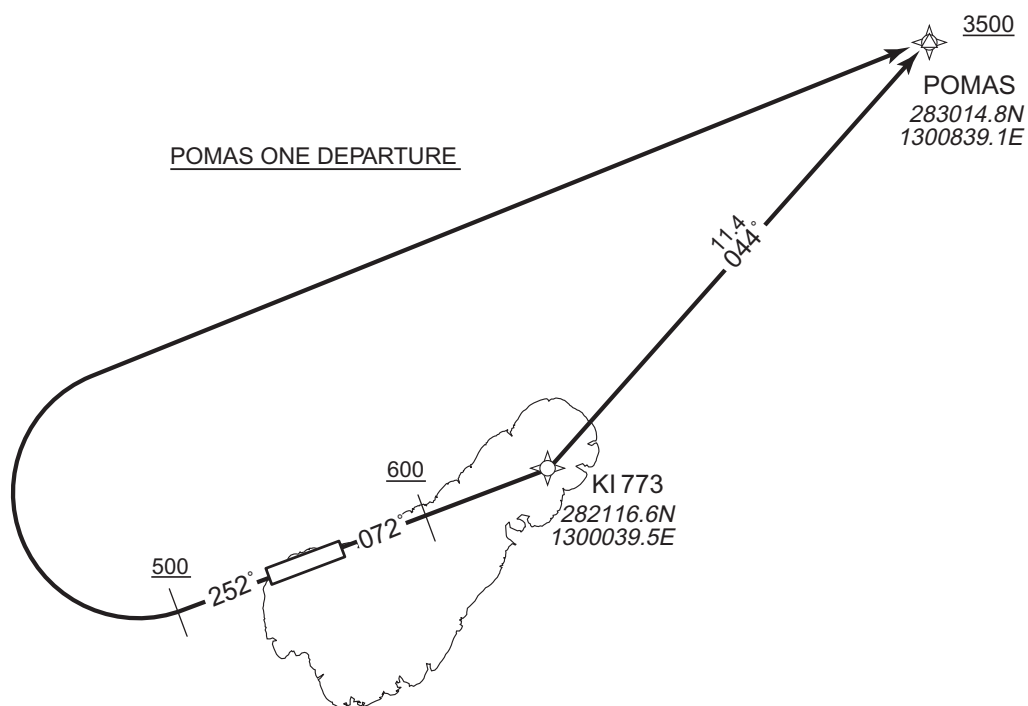 3500
POMAS
283014.8N
1300839.1E
POMAS ONE DEPARTURE
11.4
044°
600
KI 773
282116.6N
1300039.5E
072°
500
252°